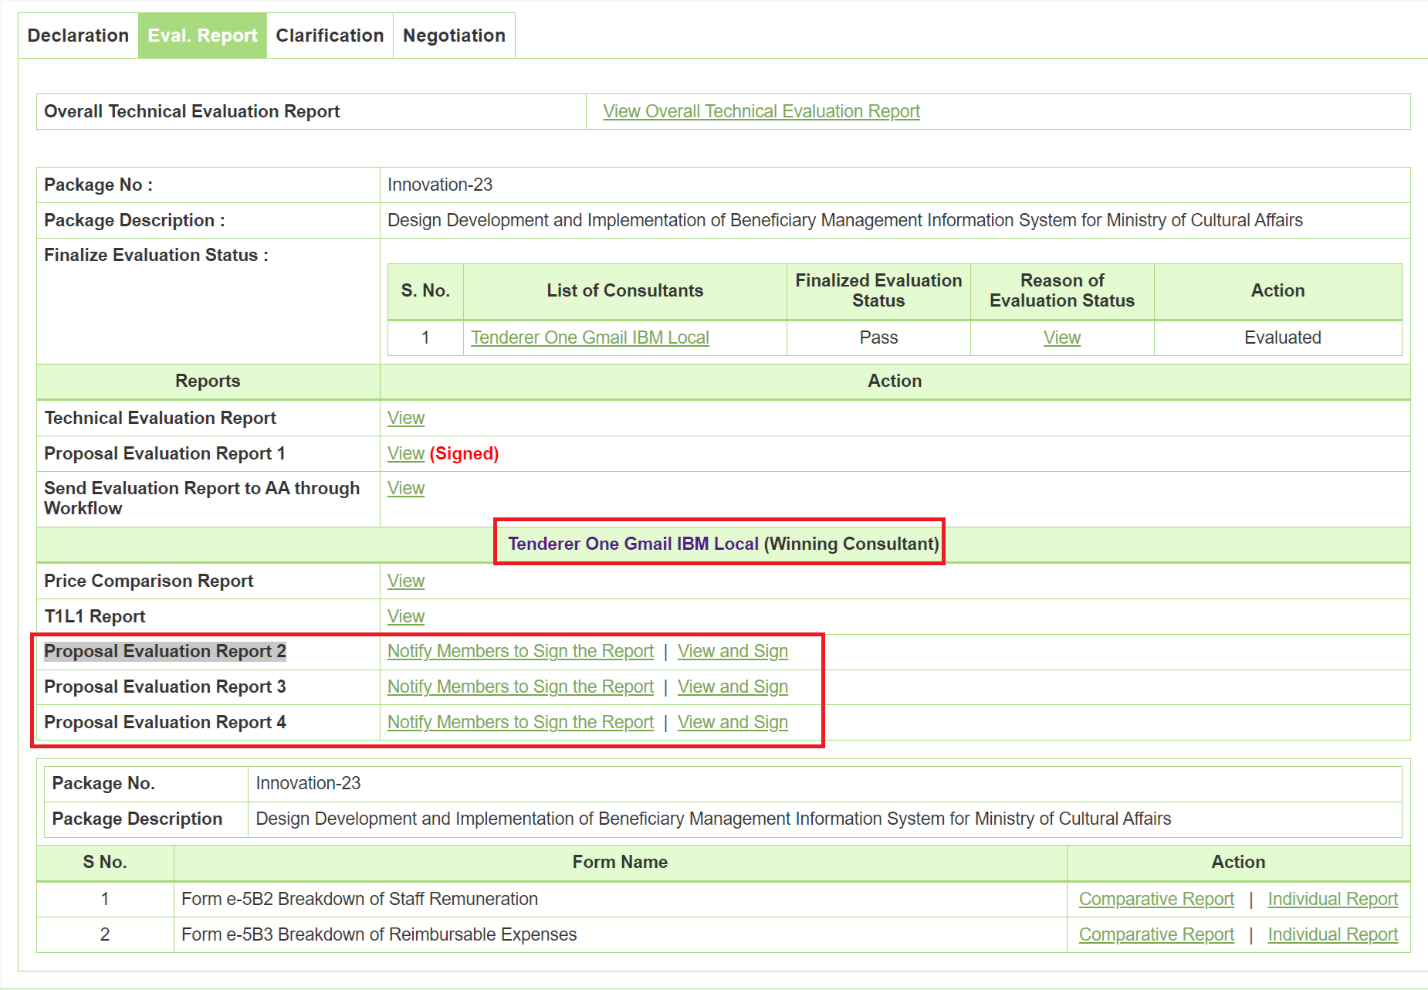 Declaration Eval. Report Clarification Negotiation
Overall Technical Evaluation Report View Overall Technical Evaluation Report
Package No : Innovation-23
Package Description : Design Development and Implementation of Beneficiary Management Information System for Ministry of Cultural Affairs
Finalize Evaluation Status :
S. No. List of Consultants Finalized Evaluation Status Reason of Evaluation Status Action
1 Tenderer One Gmail IBM Local Pass View Evaluated
Reports Action
Technical Evaluation Report View
Proposal Evaluation Report 1 View (Signed)
Send Evaluation Report to AA through Workflow View
Tenderer One Gmail IBM Local (Winning Consultant)
Price Comparison Report View
T1L1 Report View
Proposal Evaluation Report 2 Notify Members to Sign the Report | View and Sign
Proposal Evaluation Report 3 Notify Members to Sign the Report | View and Sign
Proposal Evaluation Report 4 Notify Members to Sign the Report | View and Sign
Package No. Innovation-23
Package Description Design Development and Implementation of Beneficiary Management Information System for Ministry of Cultural Affairs
S No. Form Name Action
1 Form e-5B2 Breakdown of Staff Remuneration Comparative Report | Individual Report
2 Form e-5B3 Breakdown of Reimbursable Expenses Comparative Report | Individual Report